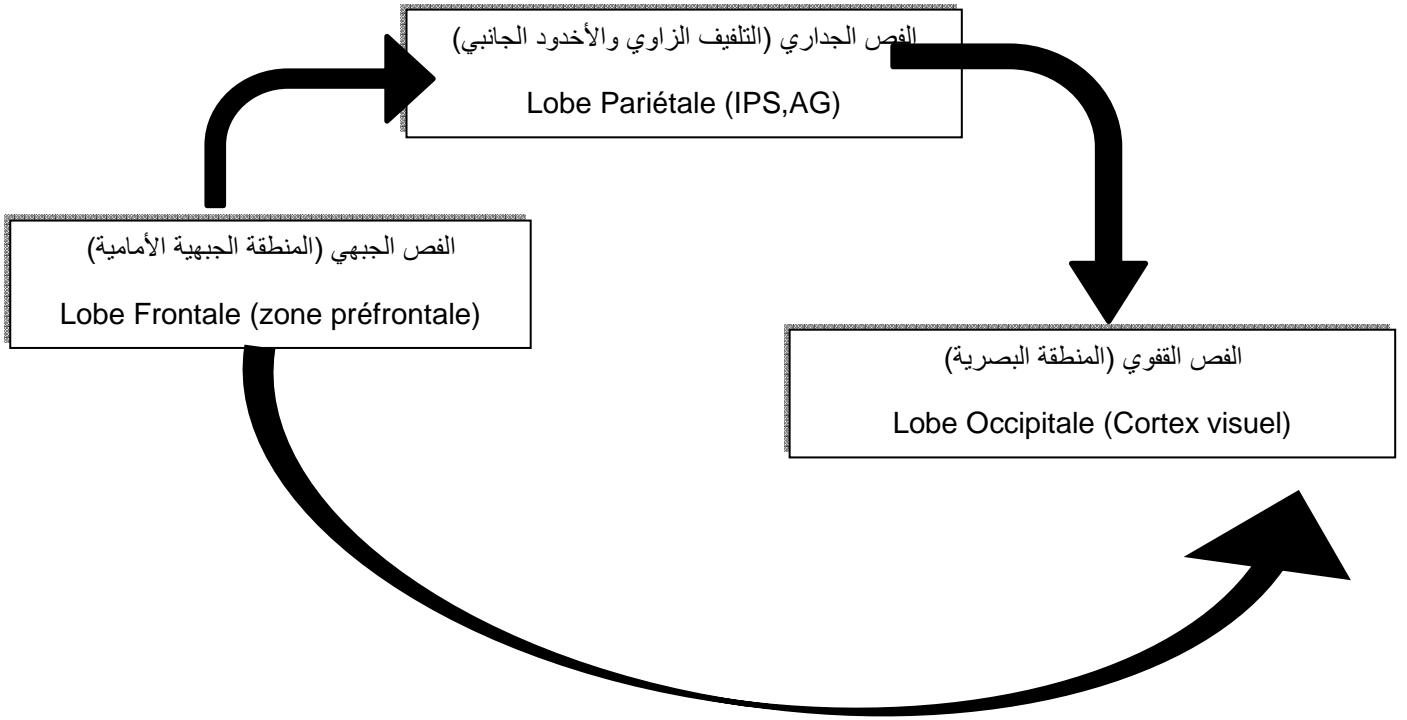 الفص الجداري (التلفيف الزاوي والأخدود الجانبي)
Lobe Pariétale (IPS,AG)
الفص الجبهي (المنطقة الجبهية الأمامية)
Lobe Frontale (zone préfrontale)
الفص القفوي (المنطقة البصرية)
Lobe Occipitale (Cortex visuel)